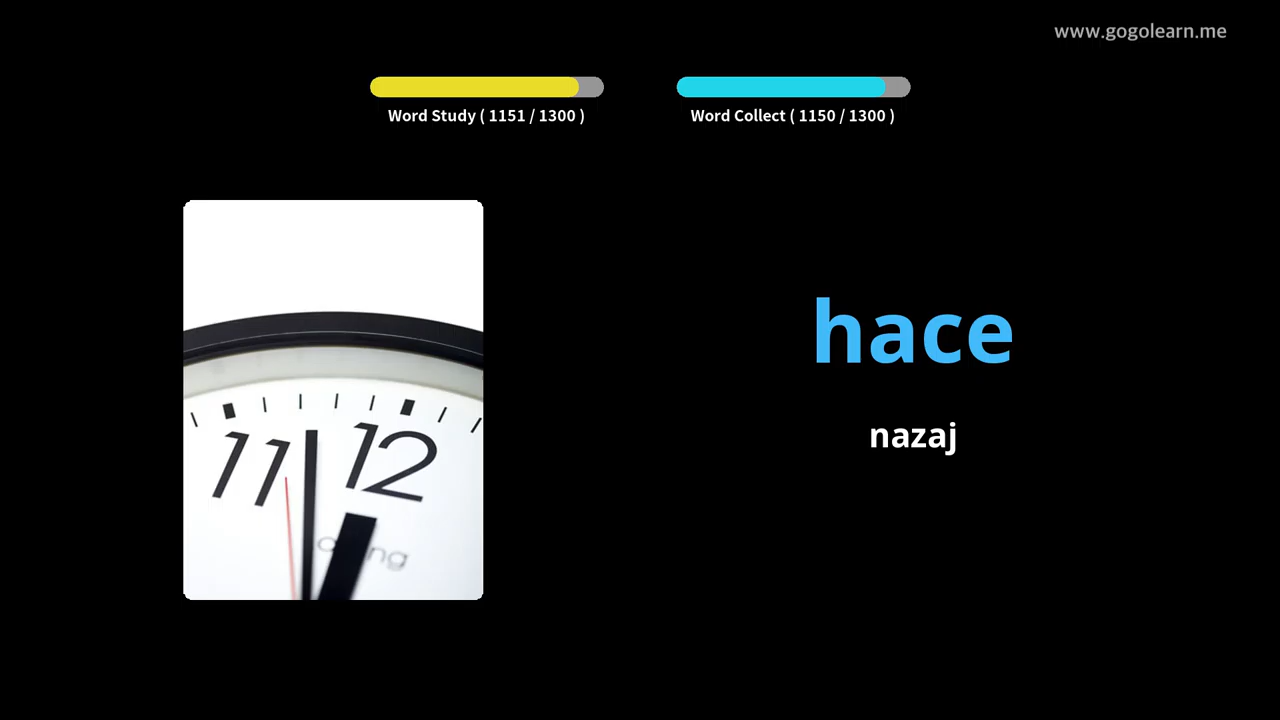 www.gogolearn.me
Word Study ( 1151 / 1300 )
Word Collect ( 1150 / 1300 )
11 12
hace
nazaj